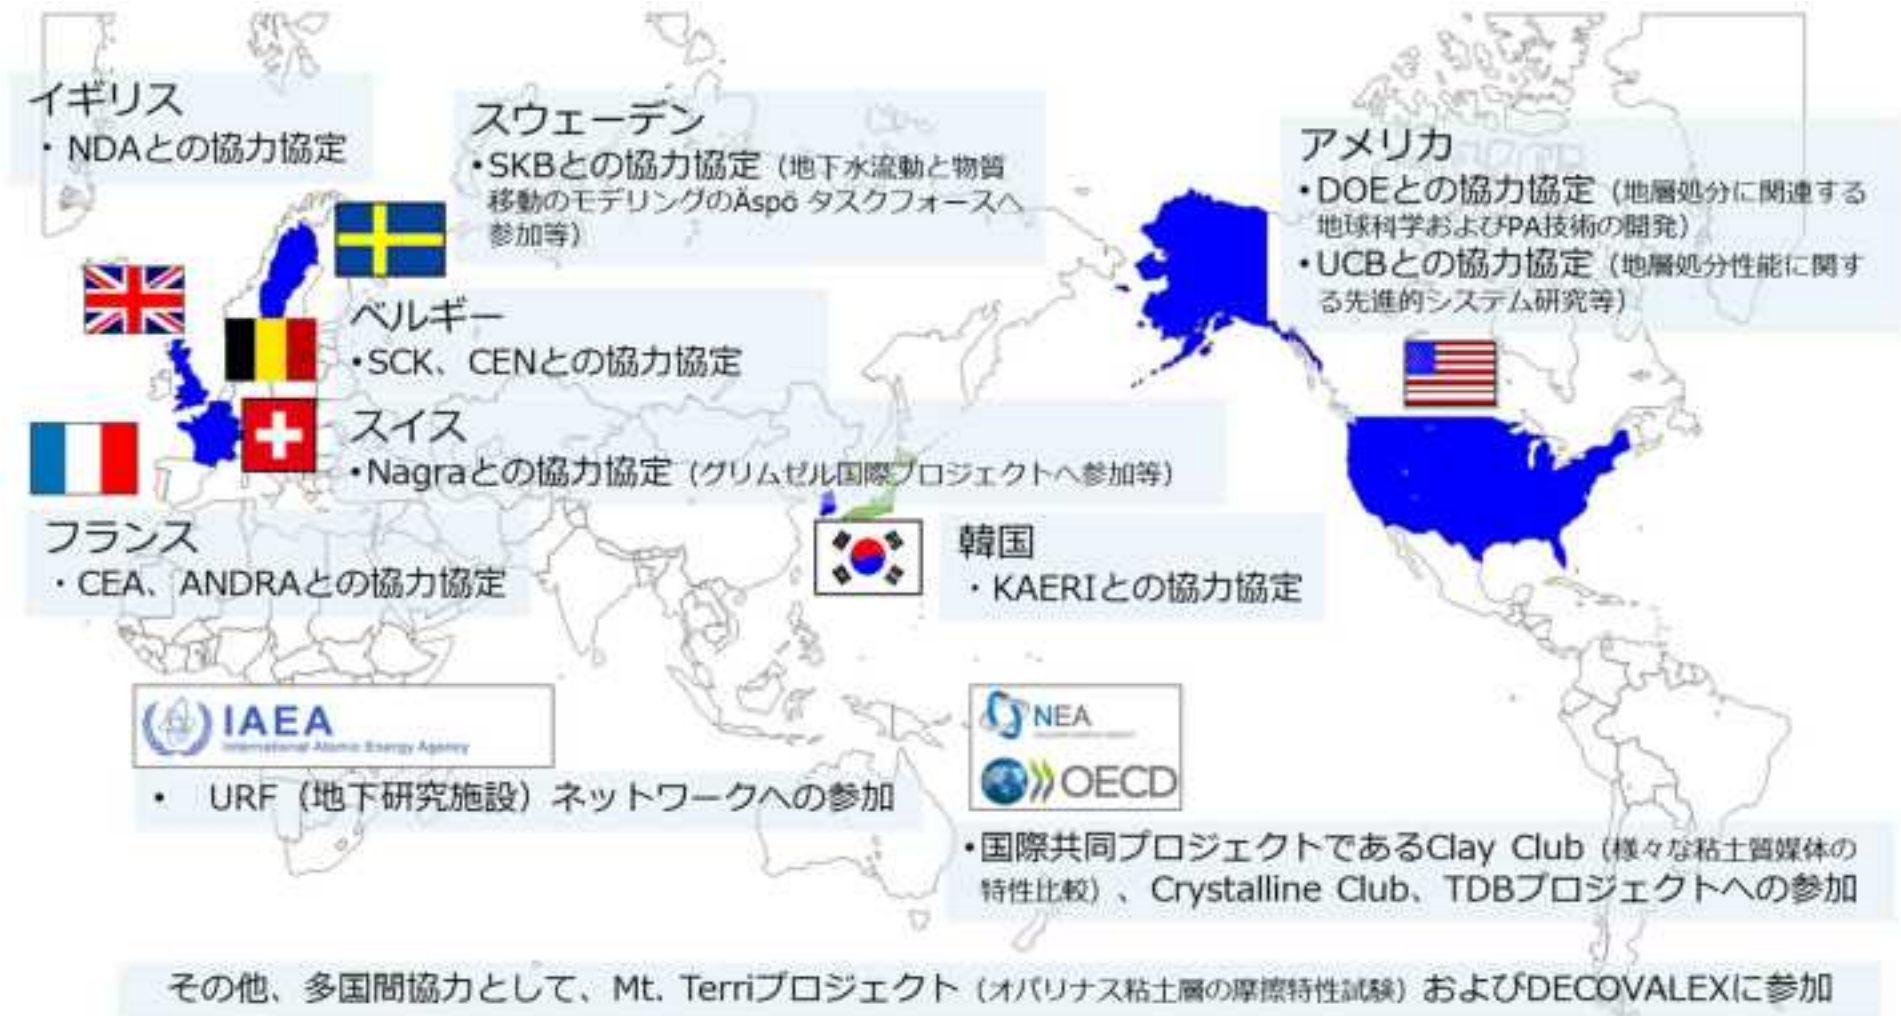 イギリス
・NDAとの協力協定
スウェーデン
・SKBとの協力協定（地下水流動と物質
移動のモデリングのÄspö タスクフォースへ
参加等）
アメリカ
・DOEとの協力協定（地層処分に関連する
地球科学およびPA技術の開発）
・UCBとの協力協定（地層処分性能に関す
る先進的システム研究等）
ベルギー
・SCK、CENとの協力協定
スイス
・Nagraとの協力協定（グリムゼル国際プロジェクトへ参加等）
フランス
・CEA、ANDRAとの協力協定
韓国
・KAERIとの協力協定
IAEA
International Atomic Energy Agency
・ URF（地下研究施設）ネットワークへの参加
NEA
OECD
・国際共同プロジェクトであるClay Club（様々な粘土質媒体の
特性比較）、Crystalline Club、TDBプロジェクトへの参加
その他、多国間協力として、Mt. Terriプロジェクト（オパリナス粘土層の摩擦特性試験）およびDECOVALEXに参加